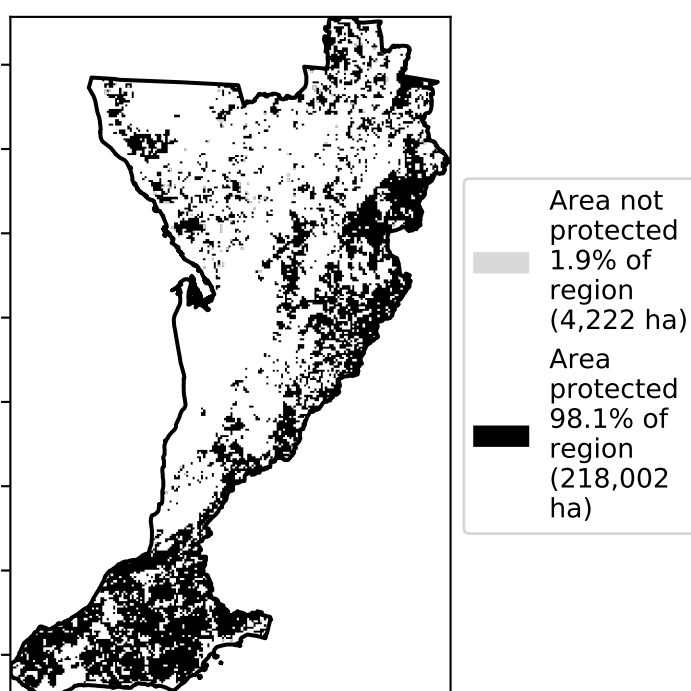 Area not
protected
1.9% of
region
(4,222 ha)
Area
protected
98.1% of
region
(218,002
ha)